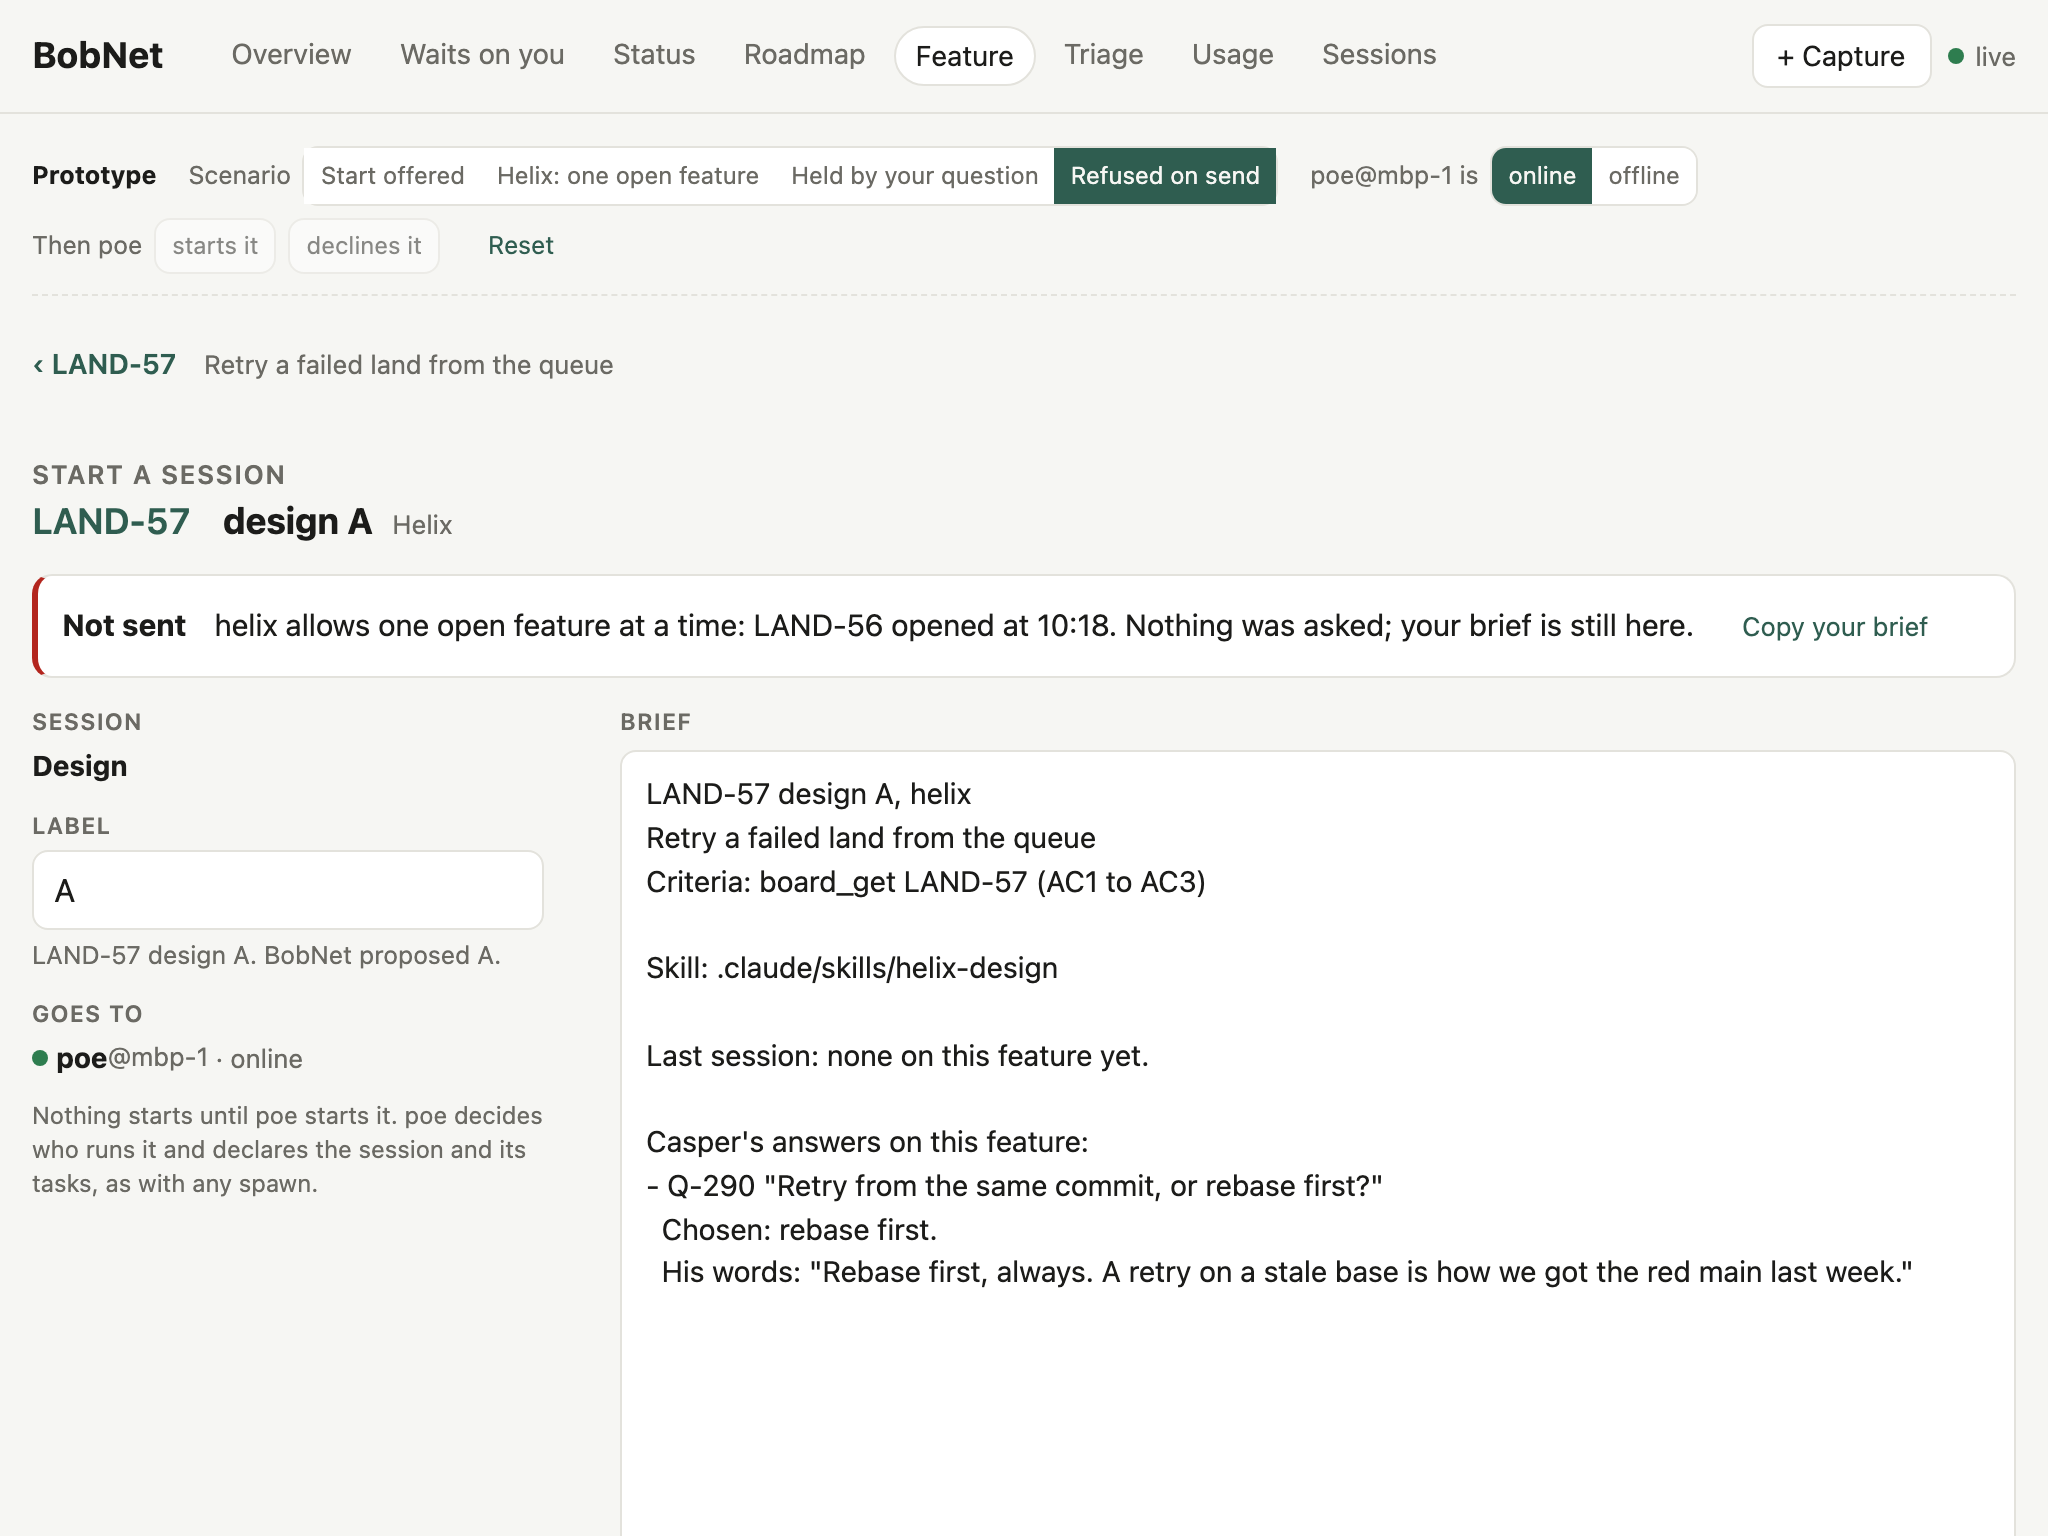 BobNet Overview Waits on you Status Roadmap Feature Triage Usage Sessions + Capture live
Prototype Scenario Start offered Helix: one open feature Held by your question Refused on send poe@mbp-1 is online offline
Then poe starts it declines it Reset
‹ LAND-57 Retry a failed land from the queue
START A SESSION
LAND-57 design A Helix
Not sent helix allows one open feature at a time: LAND-56 opened at 10:18. Nothing was asked; your brief is still here. Copy your brief
SESSION
Design
LABEL
A
LAND-57 design A. BobNet proposed A.
GOES TO
poe@mbp-1 · online
Nothing starts until poe starts it. poe decides
who runs it and declares the session and its
tasks, as with any spawn.
BRIEF
LAND-57 design A, helix
Retry a failed land from the queue
Criteria: board_get LAND-57 (AC1 to AC3)
Skill: .claude/skills/helix-design
Last session: none on this feature yet.
Casper's answers on this feature:
- Q-290 "Retry from the same commit, or rebase first?"
Chosen: rebase first.
His words: "Rebase first, always. A retry on a stale base is how we got the red main last week."